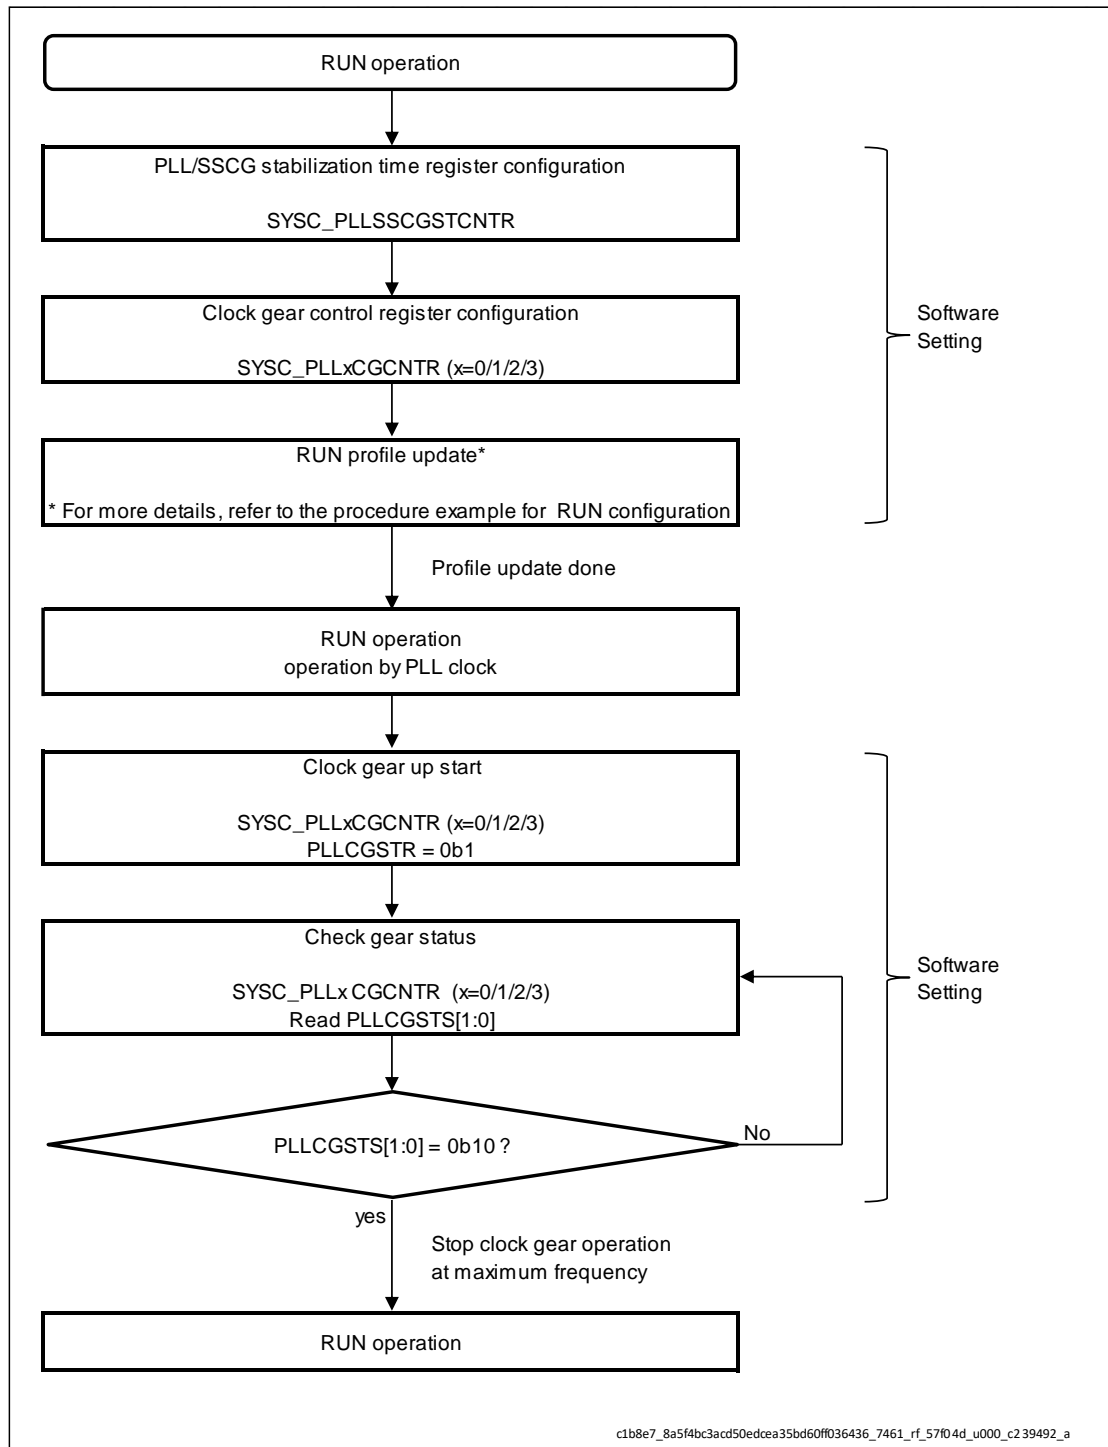 RUN operation
PLL/SSCG stabilization time register configuration
SYSC_PLLSSCGSTCNTR
Clock gear control register configuration
SYSC_PLLxCGCNTR (x=0/1/2/3)
Software
Setting
RUN profile update*
* For more details, refer to the procedure example for RUN configuration
Profile update done
RUN operation
operation by PLL clock
Clock gear up start
SYSC_PLLxCGCNTR (x=0/1/2/3)
PLLCGSTR = 0b1
Check gear status
SYSC_PLLx CGCNTR (x=0/1/2/3)
Read PLLCGSTS[1:0]
Software
Setting
PLLCGSTS[1:0] = 0b10 ?
No
yes
Stop clock gear operation
at maximum frequency
RUN operation
c1b8e7_8a5f4bc3acd50edcea35bd60ff036436_7461_rf_57f04d_u000_c239492_a